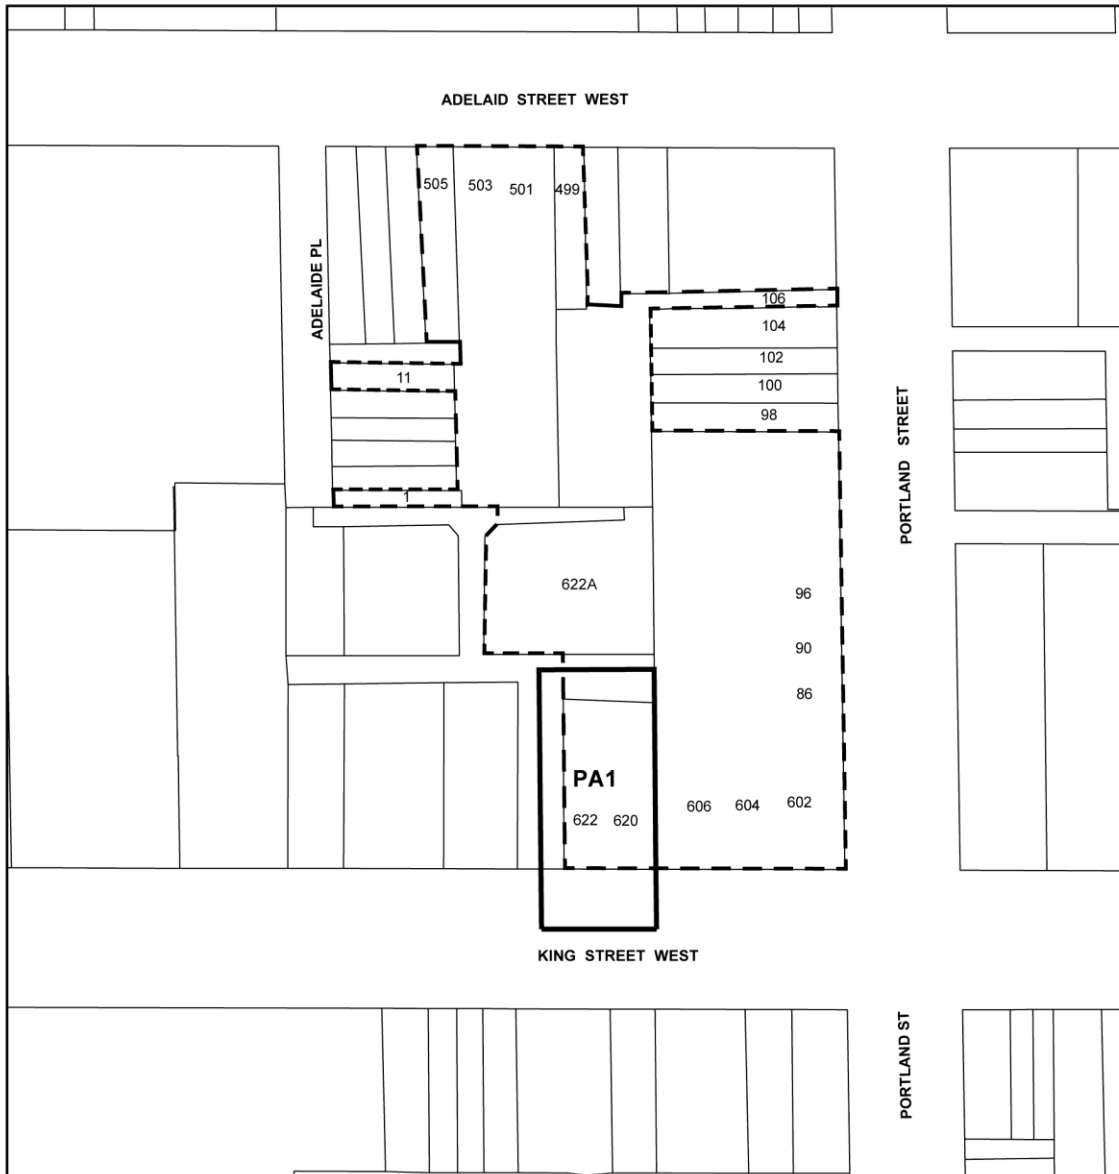 ADELAID STREET WEST
505 503 501 499
ADELAIDE PL
106
104
102
100
98
11
1
PORTLAND STREET
622A
96
90
86
PA1
622 620
606 604 602
KING STREET WEST
PORTLAND ST